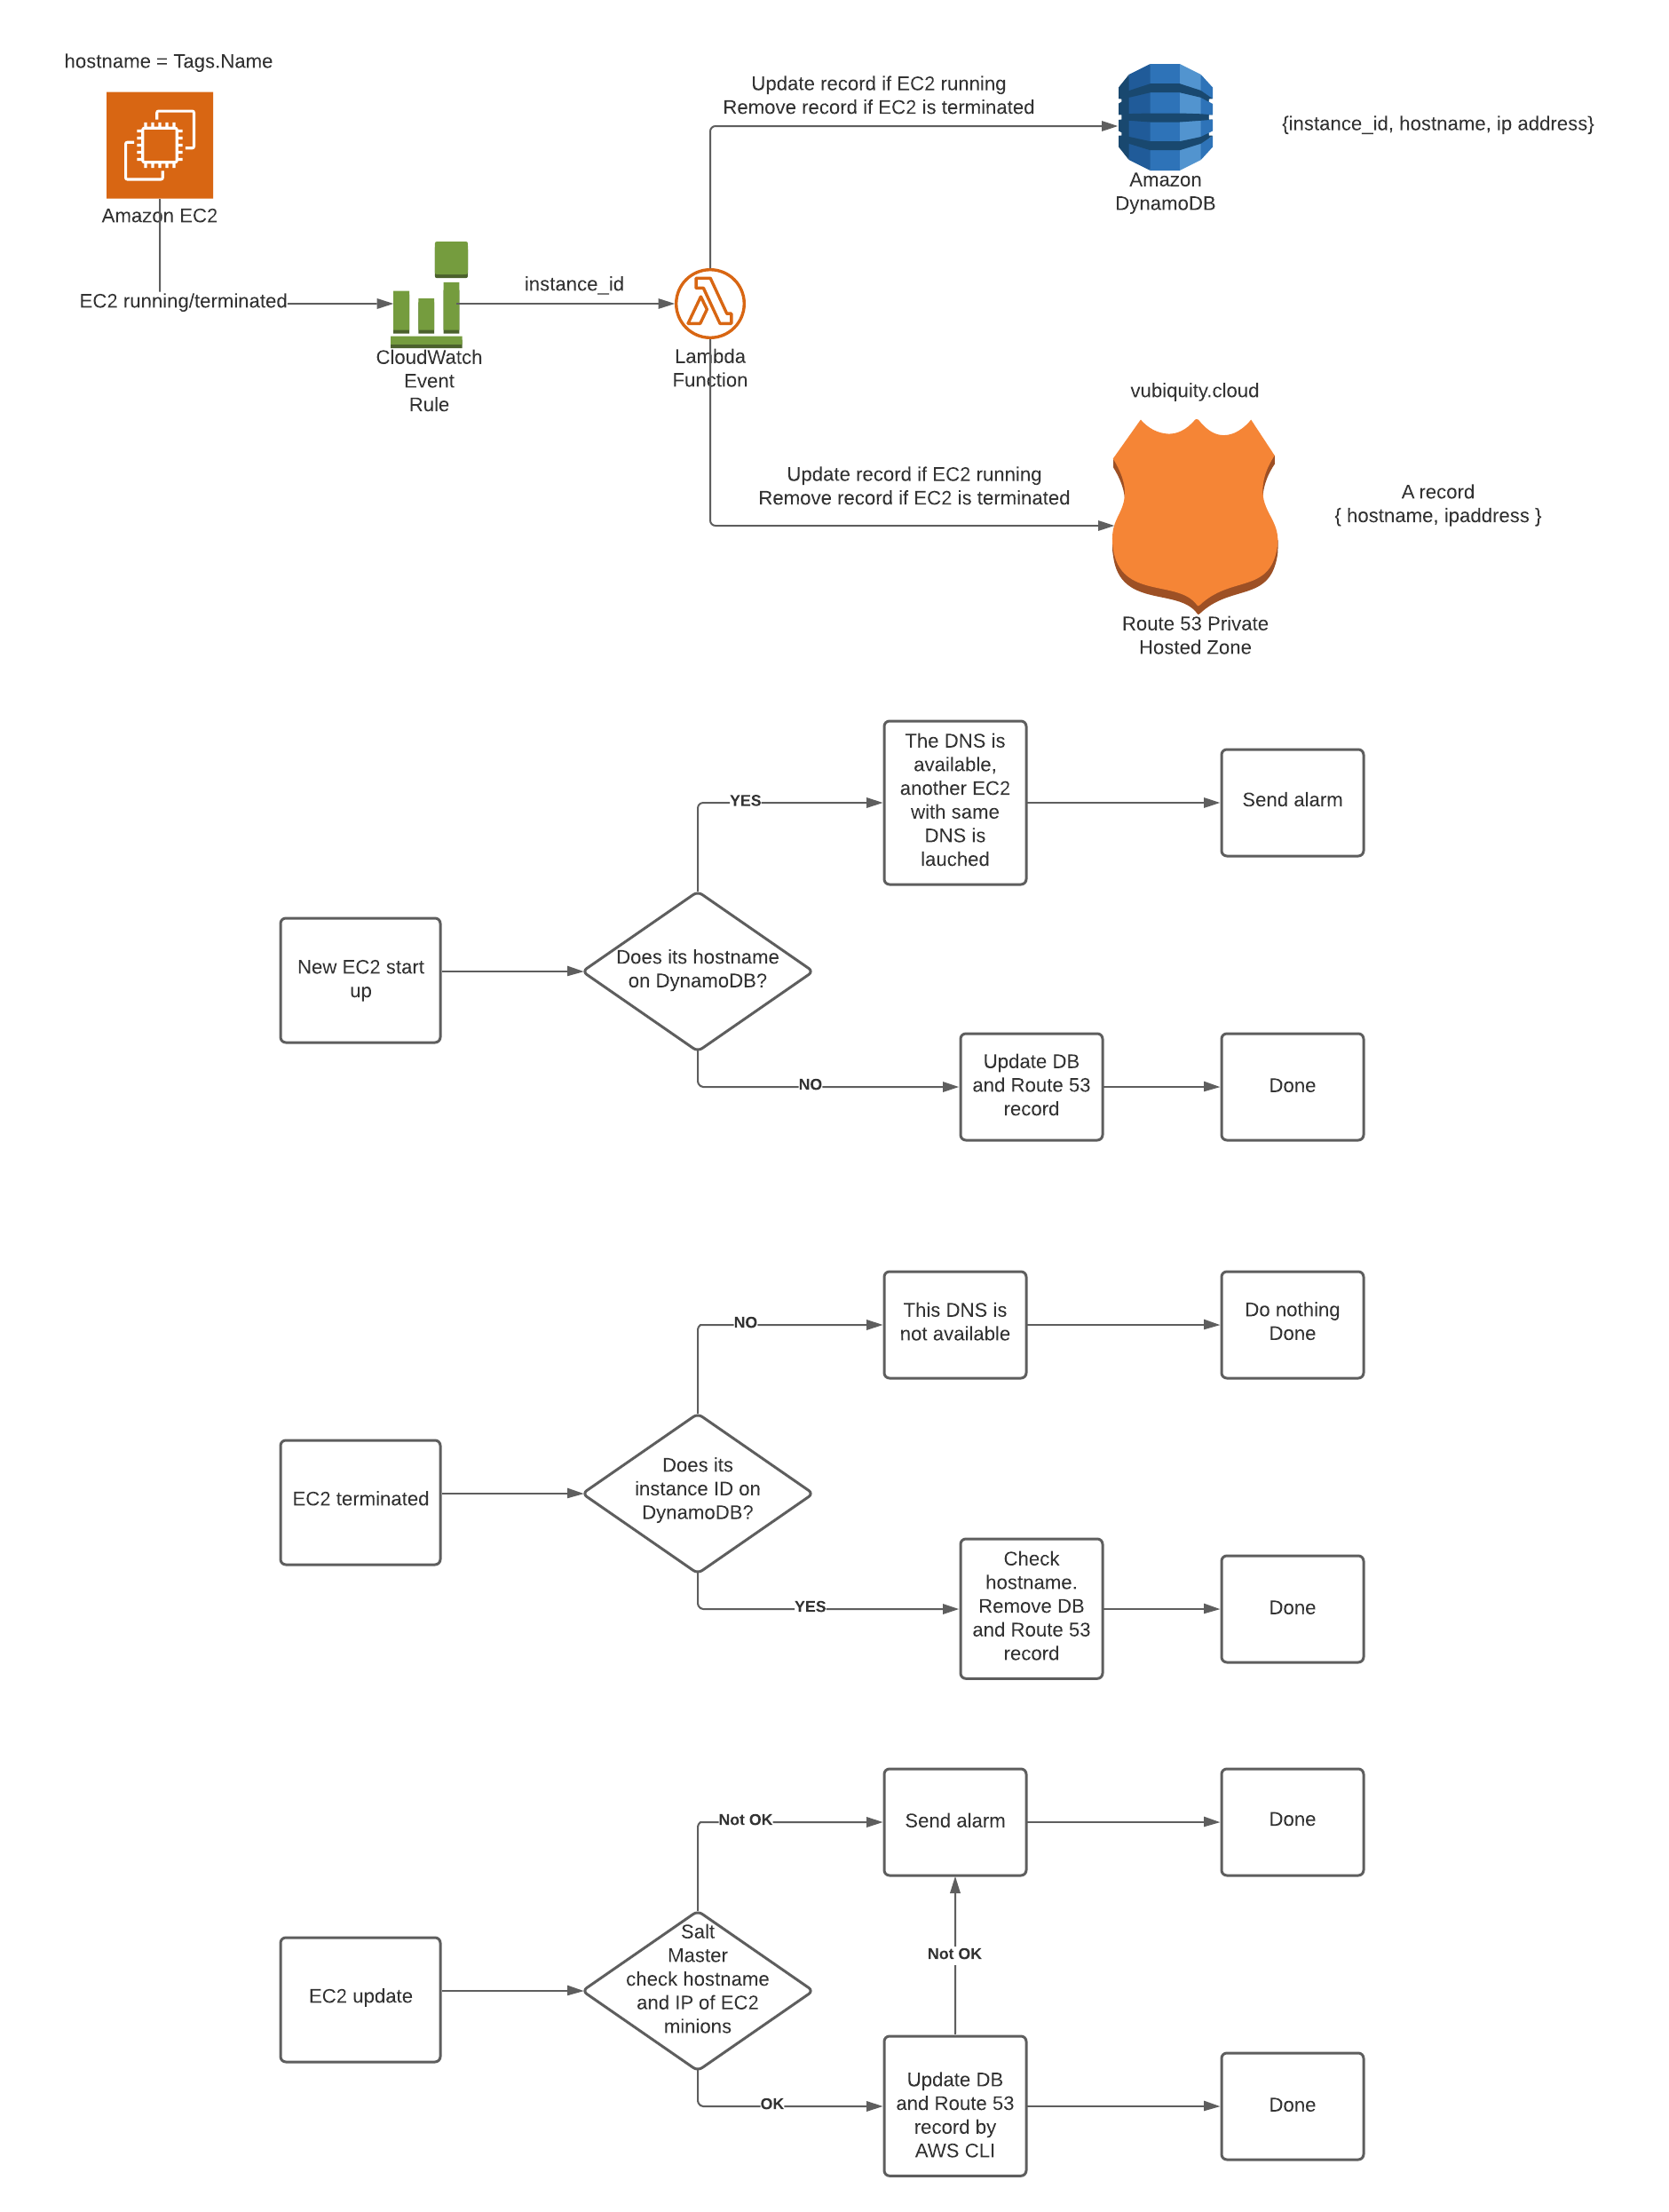 hostname = Tags.Name
Amazon EC2
EC2 running/terminated
CloudWatch
Event
Rule
instance_id
Lambda
Function
Update record if EC2 running
Remove record if EC2 is terminated
Amazon
DynamoDB
{instance_id, hostname, ip address}
Update record if EC2 running
Remove record if EC2 is terminated
vubiquity.cloud
Route 53 Private
Hosted Zone
A record
{ hostname, ipaddress }
New EC2 start
up
Does its hostname
on DynamoDB?
YES
The DNS is
available,
another EC2
with same
DNS is
lauched
Send alarm
NO
Update DB
and Route 53
record
Done
EC2 terminated
Does its
instance ID on
DynamoDB?
NO
This DNS is
not available
Do nothing
Done
YES
Check
hostname.
Remove DB
and Route 53
record
Done
EC2 update
Salt
Master
check hostname
and IP of EC2
minions
Not OK
Send alarm
Done
Not OK
OK
Update DB
and Route 53
record by
AWS CLI
Done